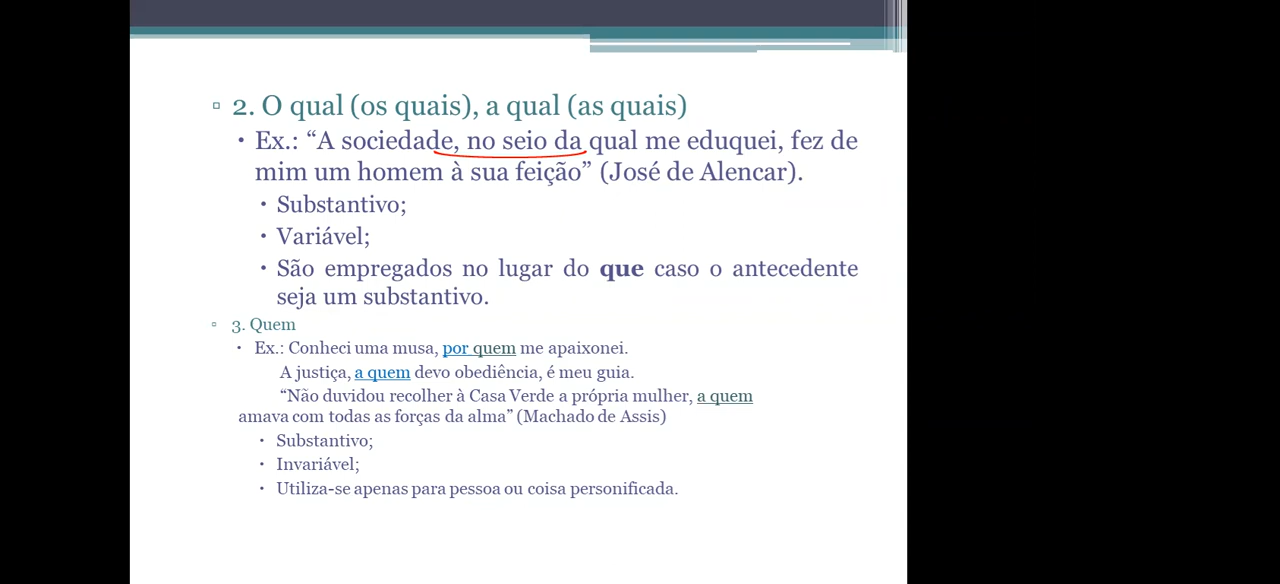 ▫ 2. O qual (os quais), a qual (as quais)
• Ex.: “A sociedade, no seio da qual me eduquei, fez de
mim um homem à sua feição” (José de Alencar).
• Substantivo;
• Variável;
• São empregados no lugar do que caso o antecedente
seja um substantivo.
▫ 3. Quem
• Ex.: Conheci uma musa, por quem me apaixonei.
A justiça, a quem devo obediência, é meu guia.
“Não duvidou recolher à Casa Verde a própria mulher, a quem
amava com todas as forças da alma” (Machado de Assis)
• Substantivo;
• Invariável;
• Utiliza-se apenas para pessoa ou coisa personificada.